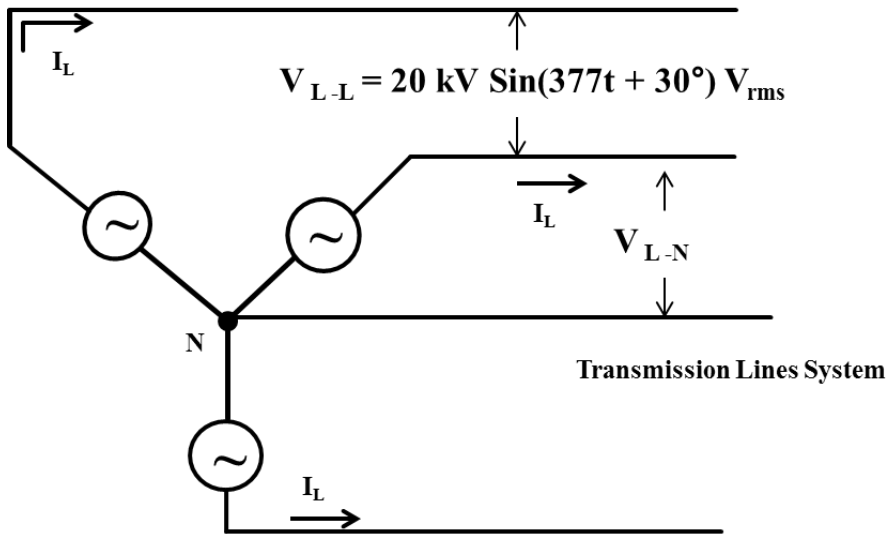 I_L
V_L-L = 20 kV Sin(377t + 30°) V_rms
I_L
V_L-N
N
Transmission Lines System
I_L